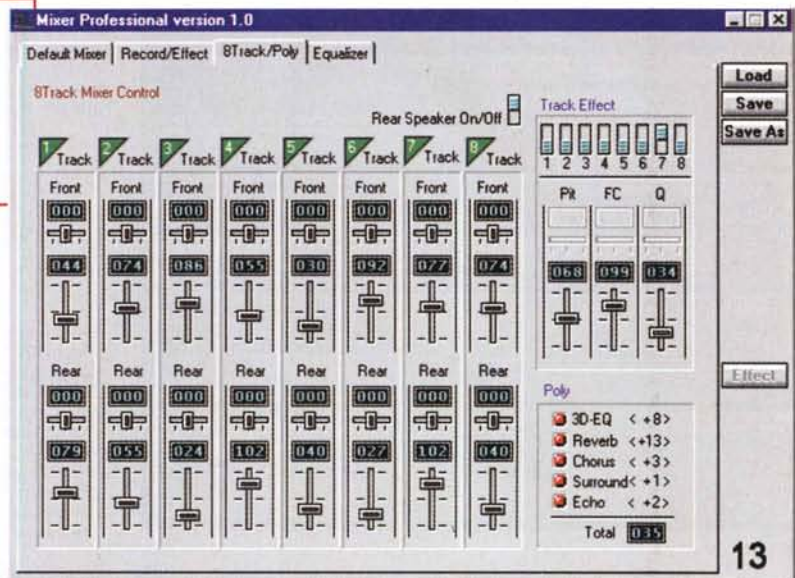 Mixer Professional version 1.0
Default Mixer Record/Effect 8Track/Poly Equalizer
Load
Save
Save As
8Track Mixer Control
Rear Speaker On/Off
1 Track 2 Track 3 Track 4 Track 5 Track 6 Track 7 Track 8 Track
Front Front Front Front Front Front Front Front
000 000 000 000 000 000 000 000
044 074 086 055 030 092 077 074
Rear Rear Rear Rear Rear Rear Rear Rear
000 000 000 000 000 000 000 000
079 055 024 102 040 027 102 040
Track Effect
1 2 3 4 5 6 7 8
Pit FC Q
068 099 034
Effect
Poly
3D-EQ < +8>
Reverb <+13>
Chorus < +3>
Surround< +1>
Echo < +2>
Total 035
13